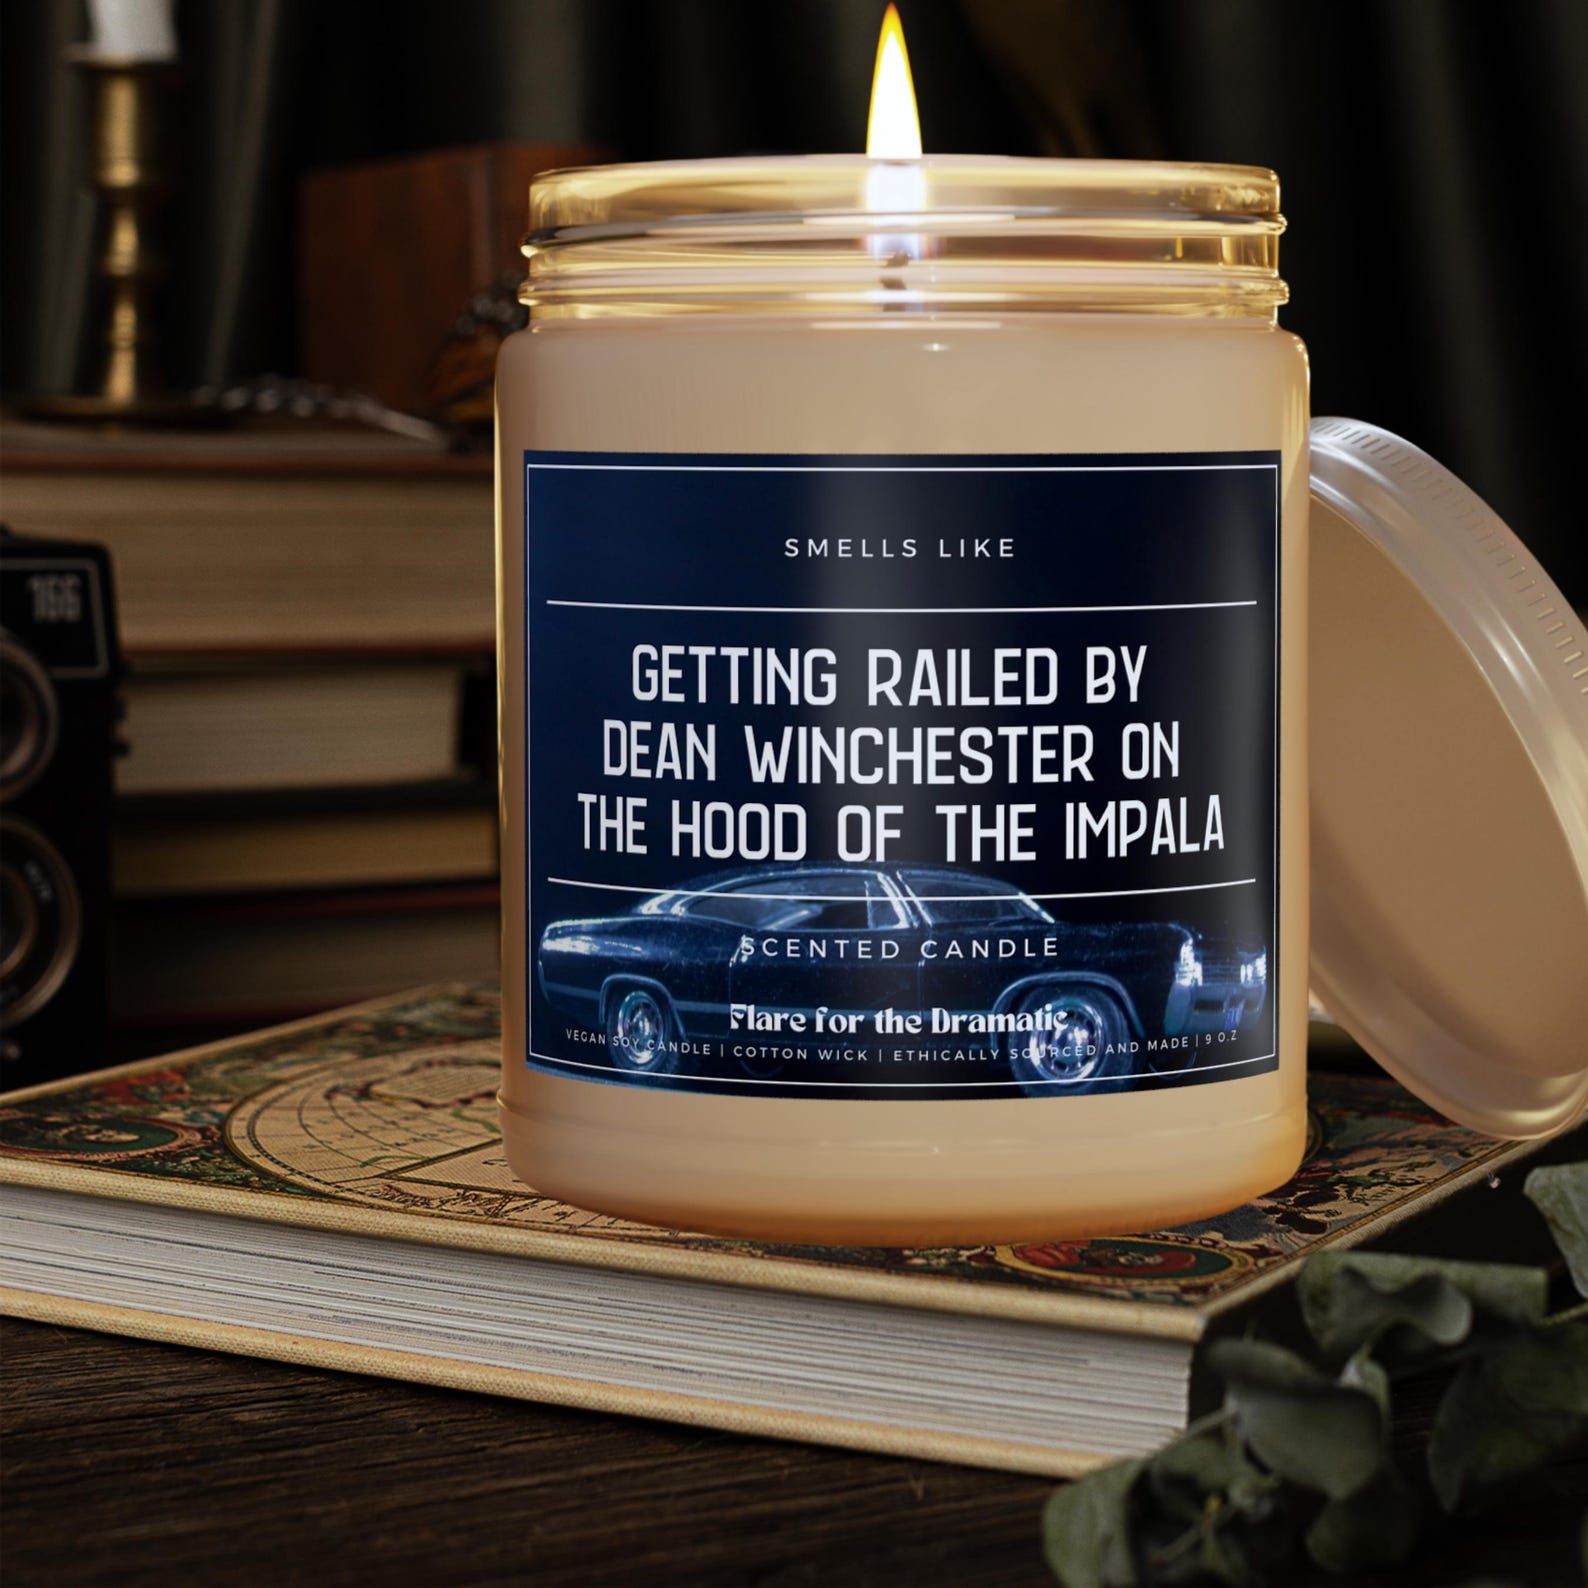 166
SMELLS LIKE
GETTING RAILED BY
DEAN WINCHESTER ON
THE HOOD OF THE IMPALA
SCENTED CANDLE
Flare for the Dramatic
VEGAN SOY CANDLE | COTTON WICK | ETHICALLY SOURCED AND MADE | 9 O.Z